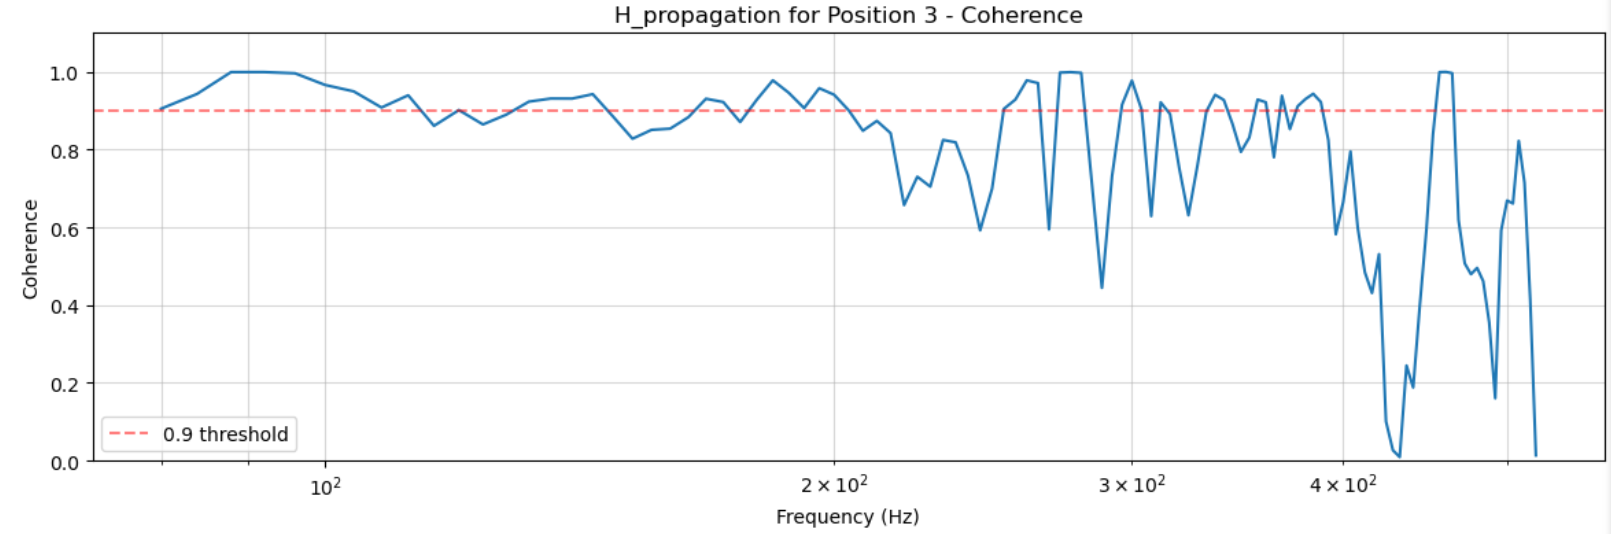 H_propagation for Position 3 - Coherence
1.0
0.8
0.6
0.4
0.2
0.0
Coherence
0.9 threshold
10²
2 × 10²
3 × 10²
4 × 10²
Frequency (Hz)